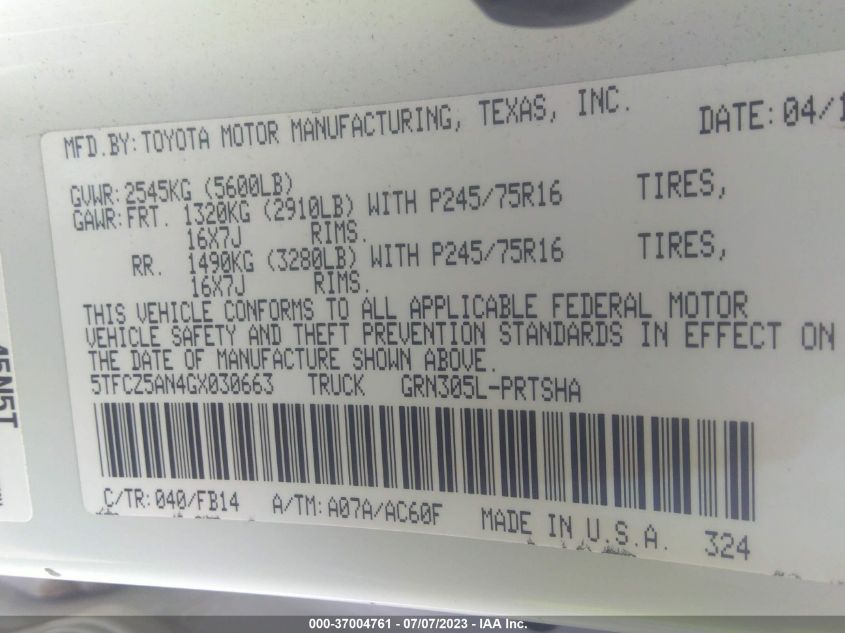 MFD.BY:TOYOTA MOTOR MANUFACTURING, TEXAS, INC. DATE:04/1
GVWR:2545KG (5600LB)
GAWR:FRT. 1320KG (2910LB) WITH P245/75R16 TIRES,
16X7J RIMS.
RR. 1490KG (3280LB) WITH P245/75R16 TIRES,
16X7J RIMS.
THIS VEHICLE CONFORMS TO ALL APPLICABLE FEDERAL MOTOR
VEHICLE SAFETY AND THEFT PREVENTION STANDARDS IN EFFECT ON
THE DATE OF MANUFACTURE SHOWN ABOVE.
5TFCZ5AN4GX030663 TRUCK GRN305L-PRTSHA
C/TR:040/FB14 A/TM:A07A/AC60F MADE IN U.S.A. 324
45N5T
000-37004761 - 07/07/2023 - IAA Inc.